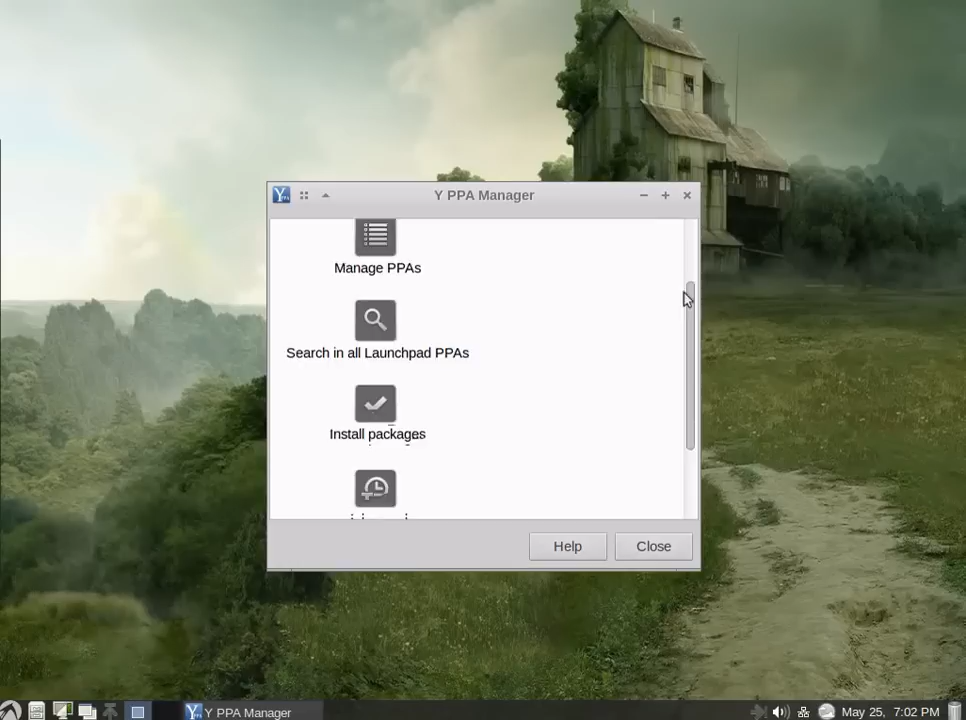 Y PPA Manager
Manage PPAs
Search in all Launchpad PPAs
Install packages
Help
Close
Y PPA Manager
May 25, 7:02 PM